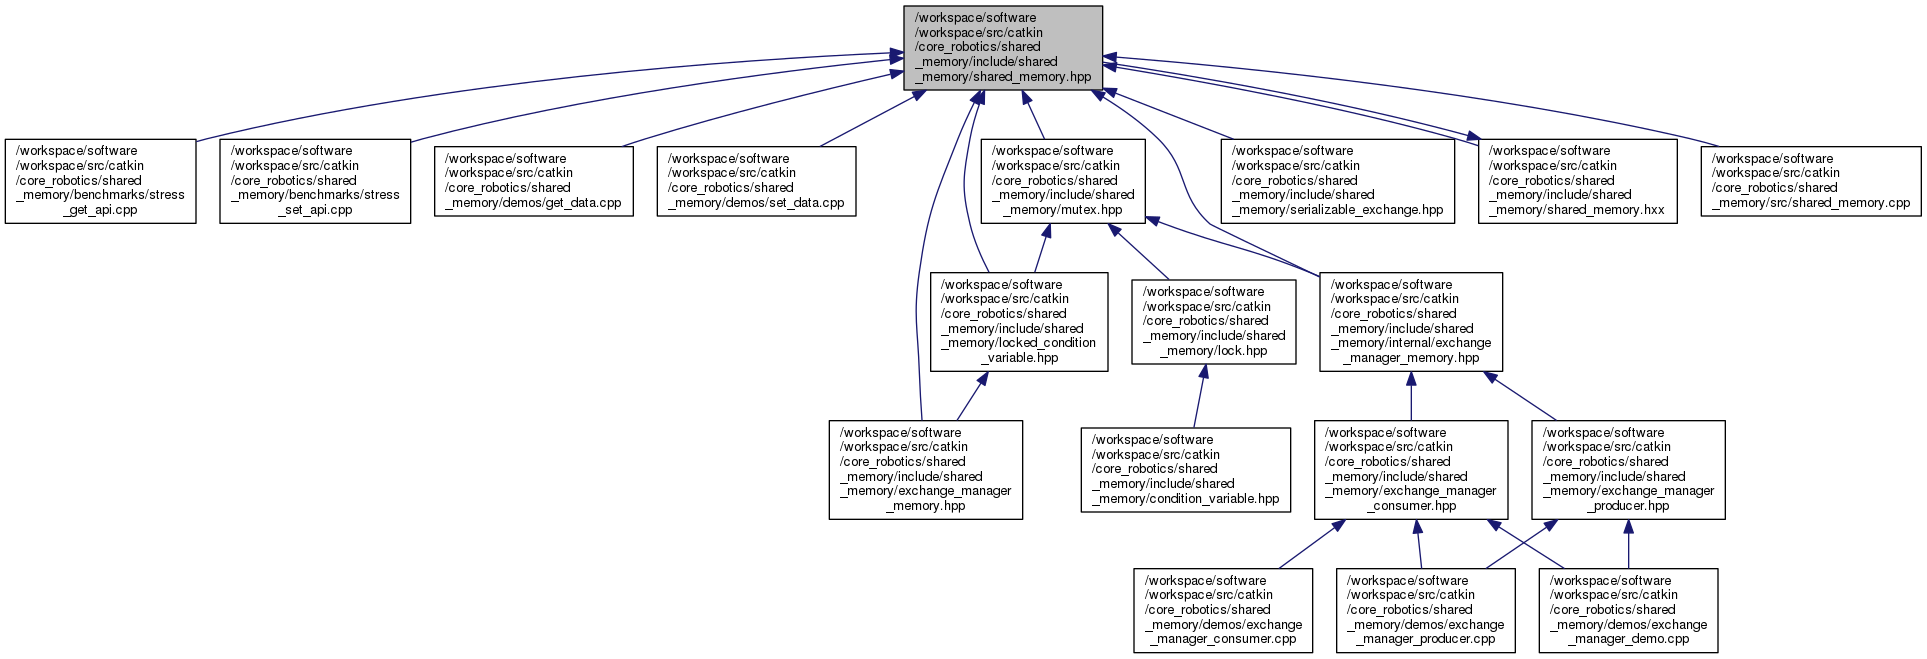 /workspace/software
/workspace/src/catkin
/core_robotics/shared
_memory/include/shared
_memory/shared_memory.hpp
/workspace/software
/workspace/src/catkin
/core_robotics/shared
_memory/benchmarks/stress
_get_api.cpp
/workspace/software
/workspace/src/catkin
/core_robotics/shared
_memory/benchmarks/stress
_set_api.cpp
/workspace/software
/workspace/src/catkin
/core_robotics/shared
_memory/demos/get_data.cpp
/workspace/software
/workspace/src/catkin
/core_robotics/shared
_memory/demos/set_data.cpp
/workspace/software
/workspace/src/catkin
/core_robotics/shared
_memory/include/shared
_memory/mutex.hpp
/workspace/software
/workspace/src/catkin
/core_robotics/shared
_memory/include/shared
_memory/serializable_exchange.hpp
/workspace/software
/workspace/src/catkin
/core_robotics/shared
_memory/include/shared
_memory/shared_memory.hxx
/workspace/software
/workspace/src/catkin
/core_robotics/shared
_memory/src/shared_memory.cpp
/workspace/software
/workspace/src/catkin
/core_robotics/shared
_memory/include/shared
_memory/locked_condition
_variable.hpp
/workspace/software
/workspace/src/catkin
/core_robotics/shared
_memory/include/shared
_memory/lock.hpp
/workspace/software
/workspace/src/catkin
/core_robotics/shared
_memory/include/shared
_memory/internal/exchange
_manager_memory.hpp
/workspace/software
/workspace/src/catkin
/core_robotics/shared
_memory/include/shared
_memory/exchange_manager
_memory.hpp
/workspace/software
/workspace/src/catkin
/core_robotics/shared
_memory/include/shared
_memory/condition_variable.hpp
/workspace/software
/workspace/src/catkin
/core_robotics/shared
_memory/include/shared
_memory/exchange_manager
_consumer.hpp
/workspace/software
/workspace/src/catkin
/core_robotics/shared
_memory/include/shared
_memory/exchange_manager
_producer.hpp
/workspace/software
/workspace/src/catkin
/core_robotics/shared
_memory/demos/exchange
_manager_consumer.cpp
/workspace/software
/workspace/src/catkin
/core_robotics/shared
_memory/demos/exchange
_manager_producer.cpp
/workspace/software
/workspace/src/catkin
/core_robotics/shared
_memory/demos/exchange
_manager_demo.cpp